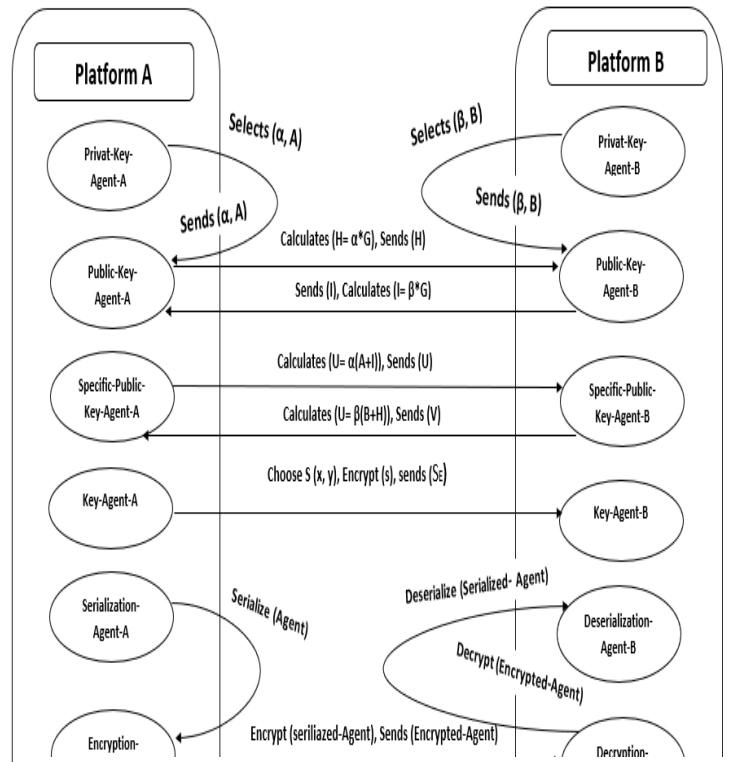 Platform A
Platform B
Selects (α, A)
Selects (β, B)
Privat-Key-
Agent-A
Privat-Key-
Agent-B
Sends (α, A)
Sends (β, B)
Calculates (H= α*G), Sends (H)
Public-Key-
Agent-A
Public-Key-
Agent-B
Sends (I), Calculates (I= β*G)
Calculates (U= α(A+I)), Sends (U)
Specific-Public-
Key-Agent-A
Specific-Public-
Key-Agent-B
Calculates (U= β(B+H)), Sends (V)
Choose S (x, y), Encrypt (s), sends (SE)
Key-Agent-A
Key-Agent-B
Serialize (Agent)
Deserialize (Serialized- Agent)
Serialization-
Agent-A
Deserialization-
Agent-B
Decrypt (Encrypted-Agent)
Encrypt (seriliazed-Agent), Sends (Encrypted-Agent)
Encryption-
Decryption-